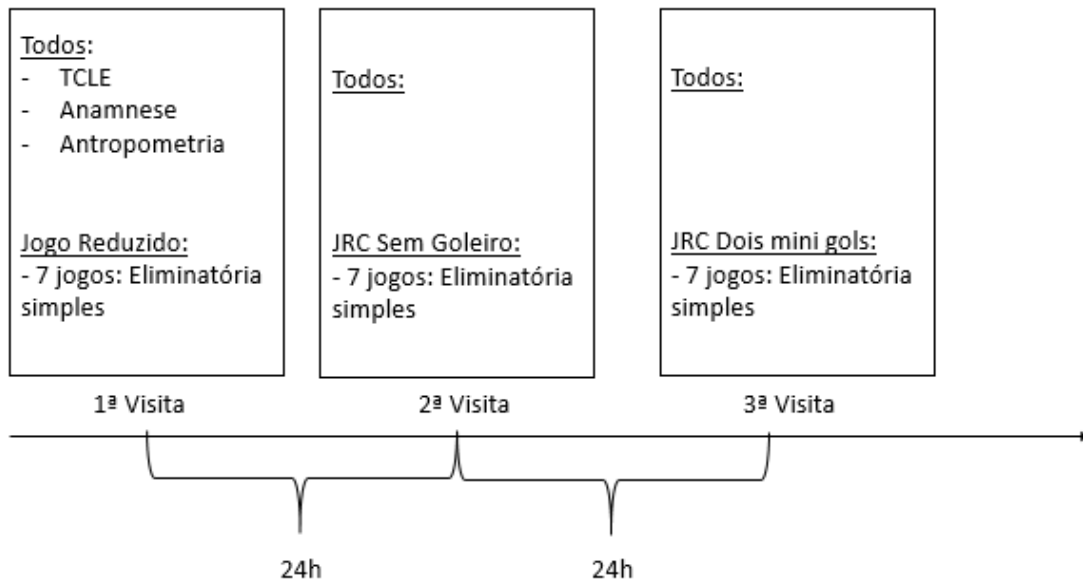 Todos:
- TCLE
- Anamnese
- Antropometria
Jogo Reduzido:
- 7 jogos: Eliminatória
simples
Todos:
JRC Sem Goleiro:
- 7 jogos: Eliminatória
simples
Todos:
JRC Dois mini gols:
- 7 jogos: Eliminatória
simples
1ª Visita
2ª Visita
3ª Visita
24h
24h